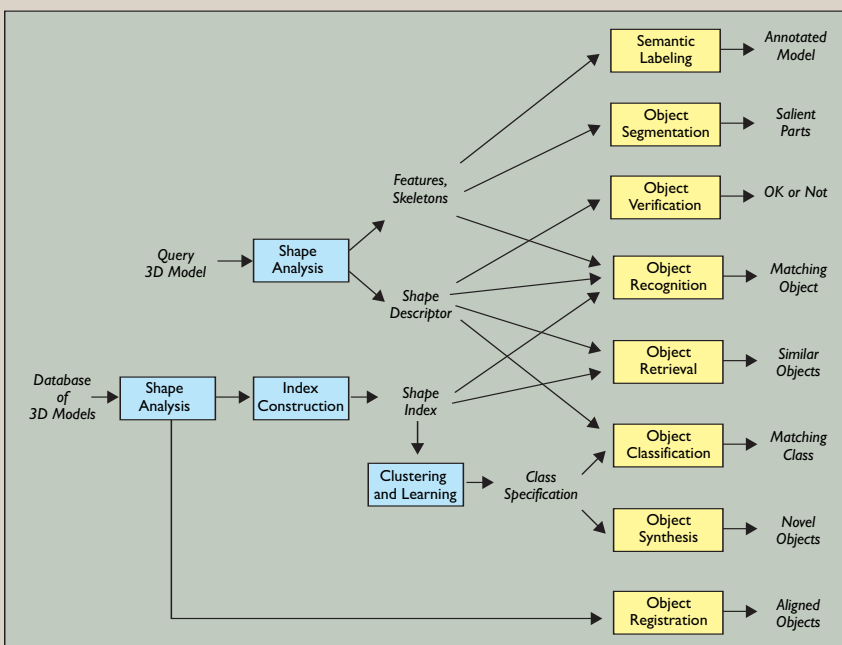 Semantic
Labeling
Annotated
Model
Object
Segmentation
Salient
Parts
Features,
Skeletons
Object
Verification
OK or Not
Query
3D Model
Shape
Analysis
Shape
Descriptor
Object
Recognition
Matching
Object
Database
of
3D Models
Shape
Analysis
Index
Construction
Shape
Index
Object
Retrieval
Similar
Objects
Clustering
and Learning
Class
Specification
Object
Classification
Matching
Class
Object
Synthesis
Novel
Objects
Object
Registration
Aligned
Objects